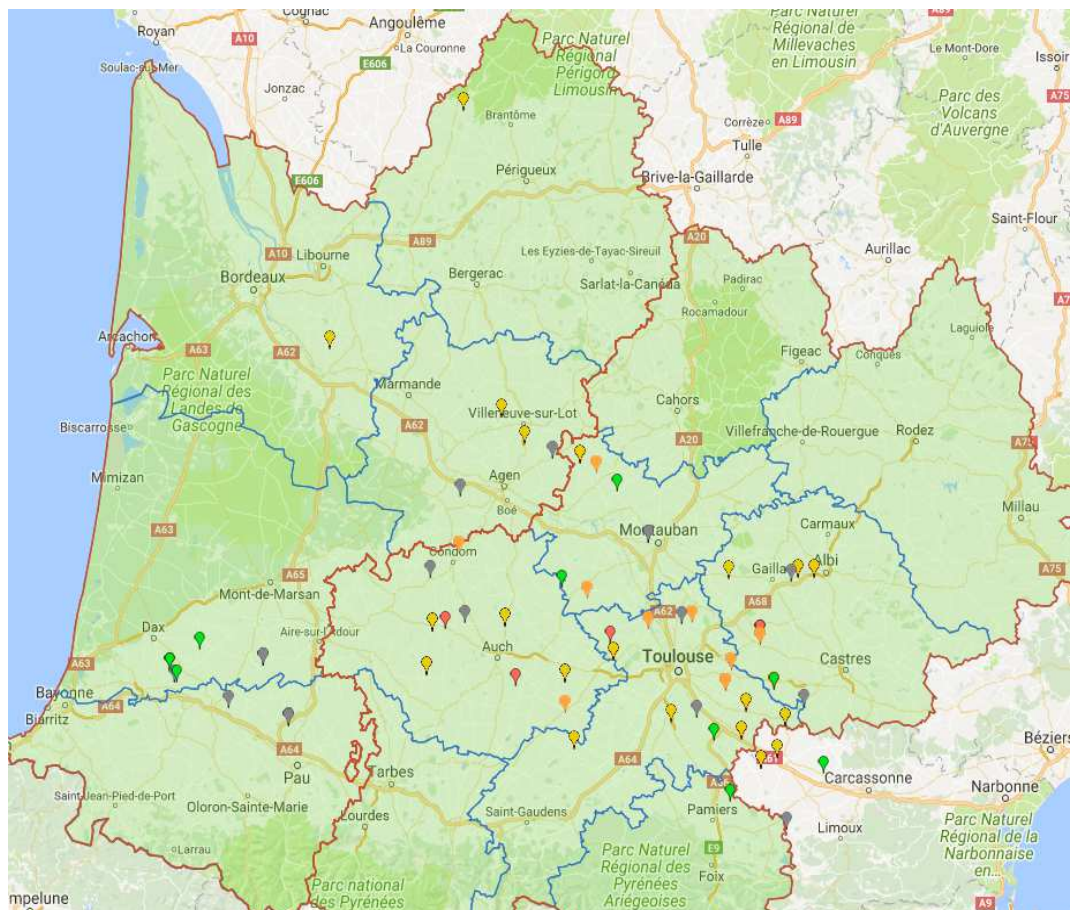 Cognac
Angoulême
Royan
A10
La Couronne
E606
Soulac-sur-Mer
Jonzac
Parc Naturel
Régional
Périgord
Limousin
Brantôme
Parc Naturel
Régional de
Millevaches
en Limousin
A89
Le Mont-Dore
Issoire
A75
Parc des
Volcans
d'Auvergne
Corrèze
A89
Tulle
Périgueux
Brive-la-Gaillarde
E606
Saint-Flour
A20
Aurillac
A10
Libourne
A89
Les Eyzies-de-Tayac-Sireuil
Bordeaux
Bergerac
Sarlat-la-Canéda
Padirac
Rocamadour
Laguiole
Arcachon
A63
A62
Figeac
Conques
Parc Naturel
Régional des
Landes de
Gascogne
Marmande
Villeneuve-sur-Lot
Cahors
Biscarrosse
A62
A20
Villefranche-de-Rouergue
Rodez
A75
Mimizan
Agen
Boé
Millau
A63
Montauban
Carmaux
Condom
Albi
A75
A65
Mont-de-Marsan
A68
A62
Dax
Aire-sur-l'Adour
Auch
Toulouse
Castres
A63
Bayonne
A64
Biarritz
A64
A64
A61
Béziers
Pau
Tarbes
Carcassonne
Saint-Jean-Pied-de-Port
Oloron-Sainte-Marie
Saint-Gaudens
Pamiers
Narbonne
Lourdes
Limoux
Larrau
E9
Parc Naturel
Régional des
Pyrénées
Ariégeoises
Foix
Parc Naturel
Régional de la
Narbonnaise
en...
Parc national
des Pyrénées
A9